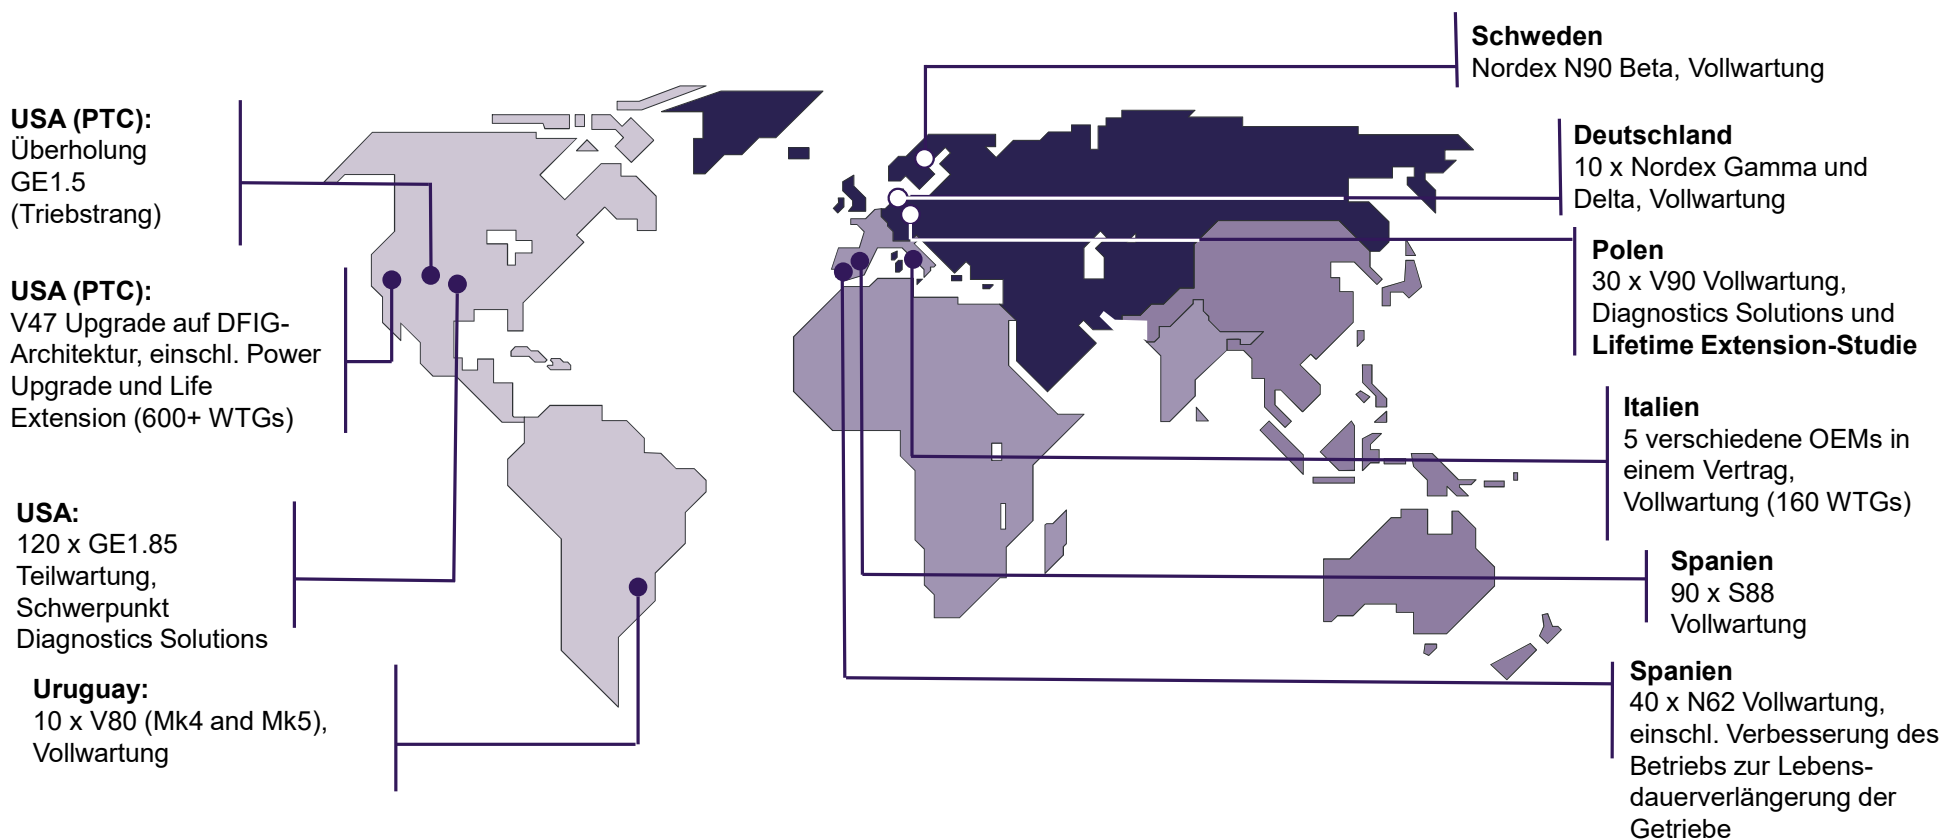 USA (PTC):
Überholung
GE1.5
(Triebstrang)
USA (PTC):
V47 Upgrade auf DFIG-
Architektur, einschl. Power
Upgrade und Life
Extension (600+ WTGs)
USA:
120 x GE1.85
Teilwartung,
Schwerpunkt
Diagnostics Solutions
Uruguay:
10 x V80 (Mk4 and Mk5),
Vollwartung
Schweden
Nordex N90 Beta, Vollwartung
Deutschland
10 x Nordex Gamma und
Delta, Vollwartung
Polen
30 x V90 Vollwartung,
Diagnostics Solutions und
Lifetime Extension-Studie
Italien
5 verschiedene OEMs in
einem Vertrag,
Vollwartung (160 WTGs)
Spanien
90 x S88
Vollwartung
Spanien
40 x N62 Vollwartung,
einschl. Verbesserung des
Betriebs zur Lebens-
dauerverlängerung der
Getriebe